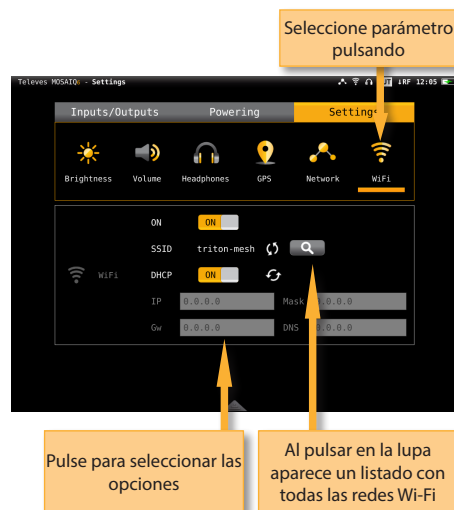 Seleccione parámetro
pulsando
Televes MOSAIQ6 - Settings
RF 12:05
Inputs/Outputs Powering Settings
Brightness Volume Headphones GPS Network WiFi
ON ON
SSID triton-mesh
WiFi DHCP ON
IP 0.0.0.0 Mask 0.0.0.0
Gw 0.0.0.0 DNS 0.0.0.0
Pulse para seleccionar las
opciones
Al pulsar en la lupa
aparece un listado con
todas las redes Wi-Fi